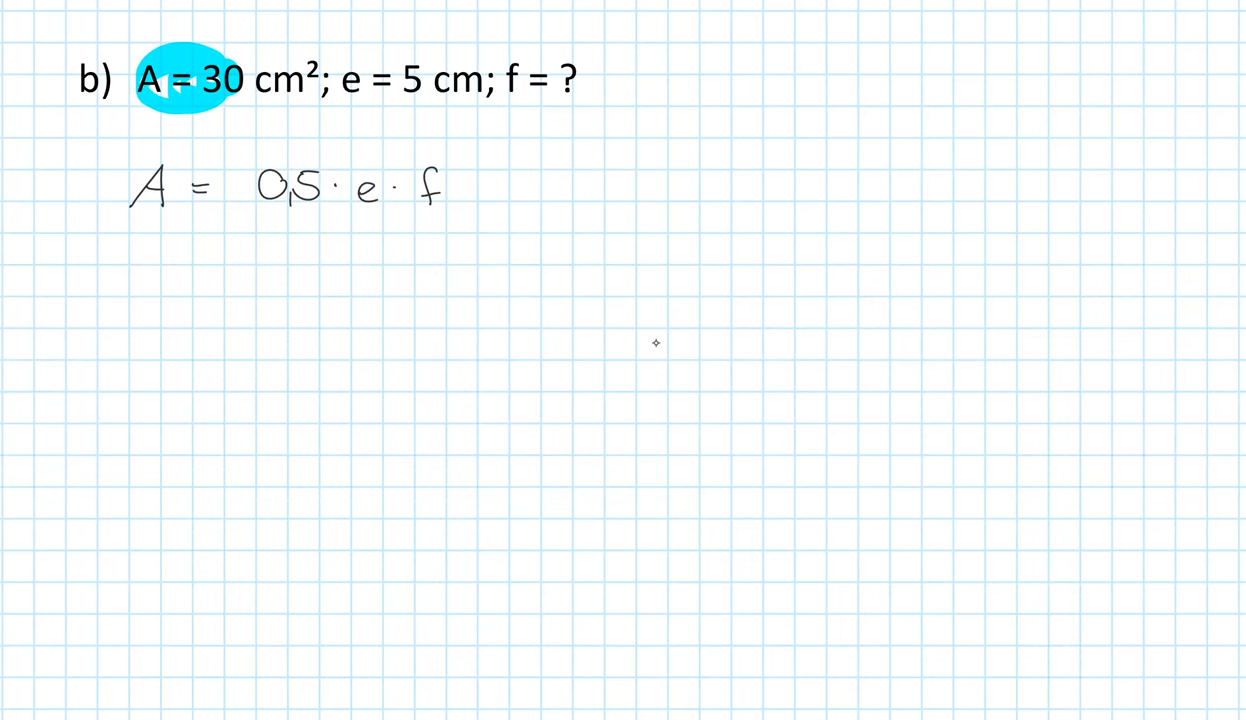 b) A = 30 cm²; e = 5 cm; f = ?
A = 0,5 · e · f